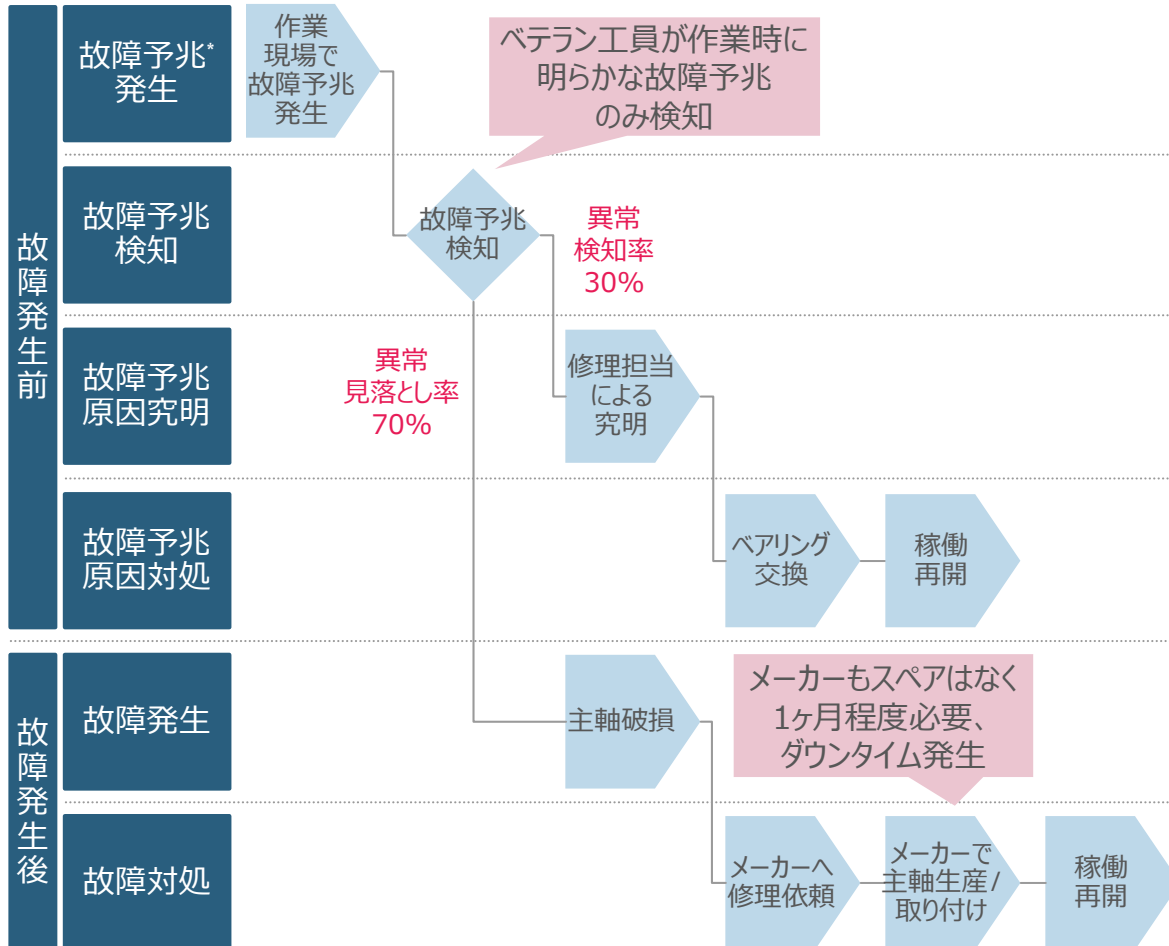 故障発生前
故障予兆*
発生
作業
現場で
故障予兆
発生
ベテラン工員が作業時に
明らかな故障予兆
のみ検知
故障予兆
検知
故障予兆
検知
異常
検知率
30%
故障予兆
原因究明
異常
見落とし率
70%
修理担当
による
究明
故障予兆
原因対処
ベアリング
交換
稼働
再開
故障発生後
故障発生
主軸破損
メーカーもスペアはなく
1ヶ月程度必要、
ダウンタイム発生
故障対処
メーカーへ
修理依頼
メーカーで
主軸生産/
取り付け
稼働
再開